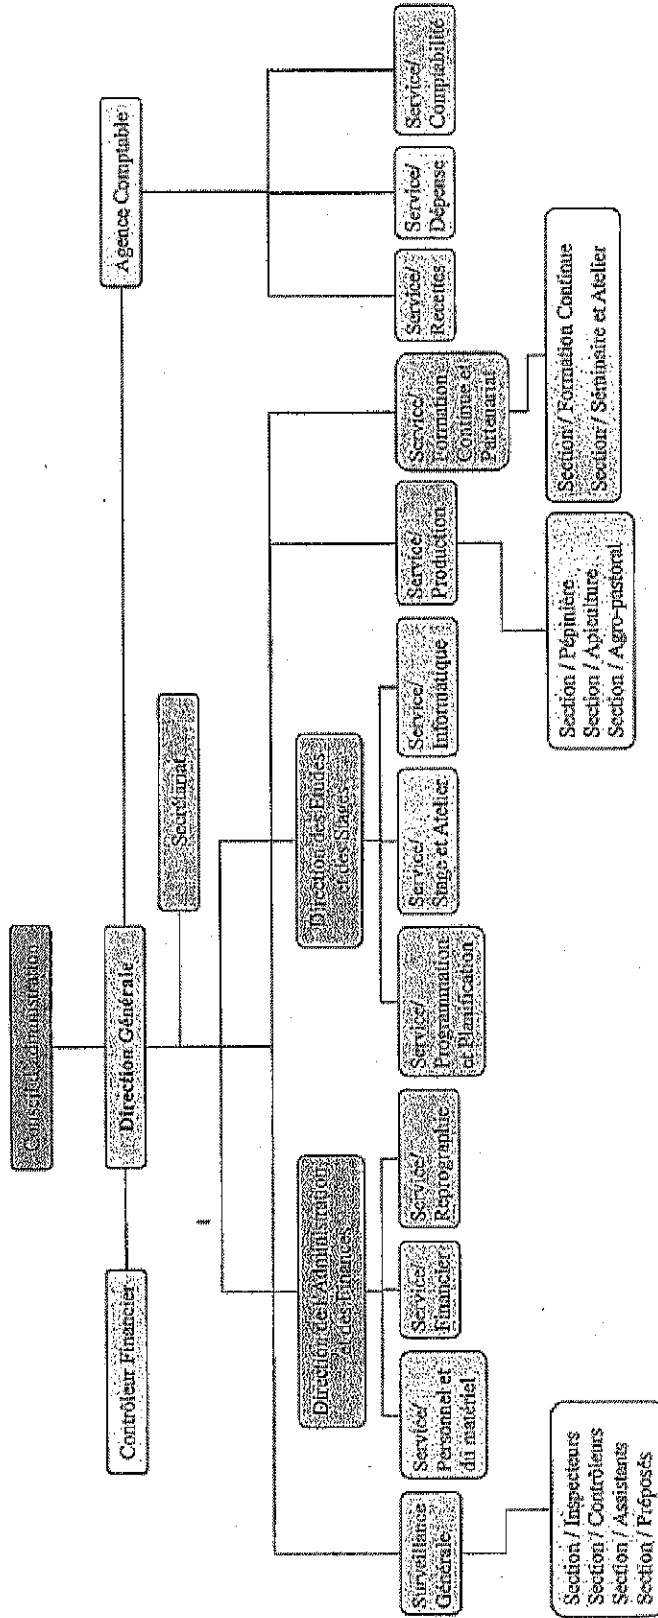 Conseil d'Administration
Contrôleur Financier
Direction Générale
Agence Comptable
Secrétariat
Direction de l'Administration
et des Finances
Direction des Etudes
et des Stages
Surveillance
Générale
Service/
Personnel et
du matériel
Service/
Financier
Service/
Reprographie
Service/
Programmation
et Planification
Service/
Stage et Atelier
Service/
Informatique
Service/
Production
Service/
Formation
Continue et
Partenariat
Service/
Recettes
Service/
Dépense
Service/
Comptabilité
Section / Inspecteurs
Section / Contrôleurs
Section / Assistants
Section / Préposés
Section / Pépinière
Section / Apiculture
Section / Agro-pastoral
Section / Formation Continue
Section / Séminaire et Atelier